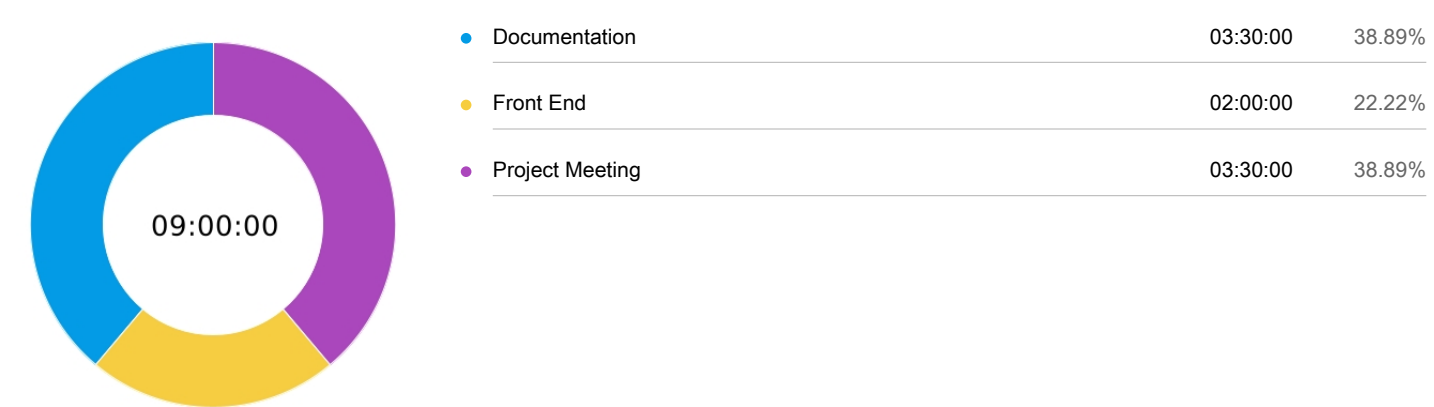 Documentation 03:30:00 38.89%
Front End 02:00:00 22.22%
Project Meeting 03:30:00 38.89%
09:00:00